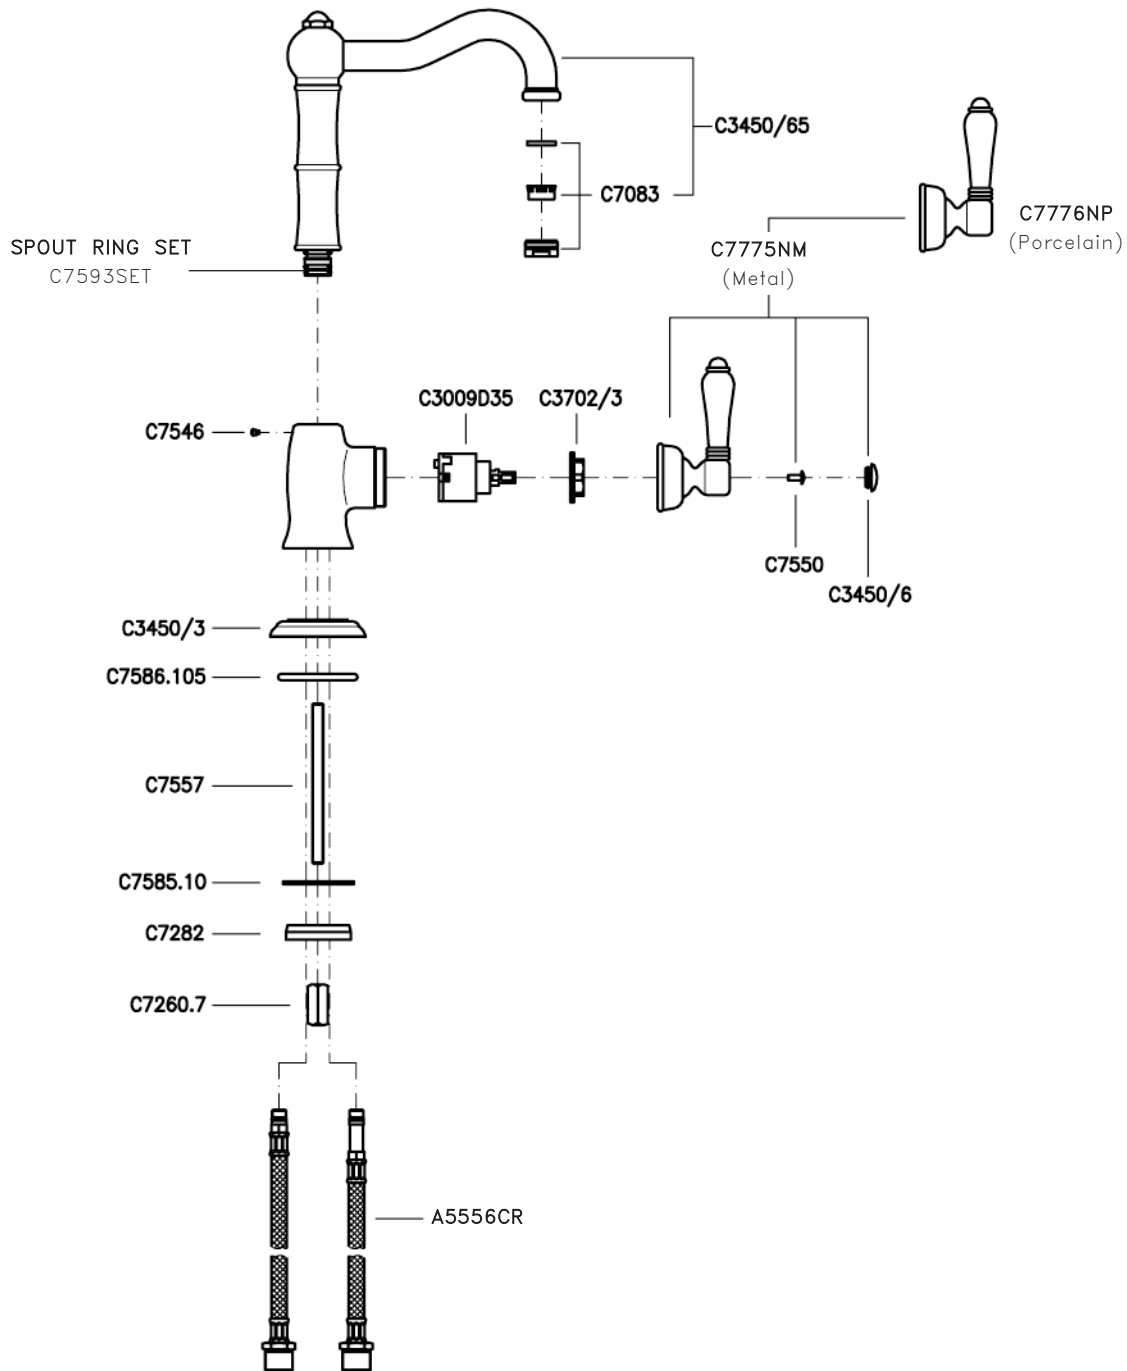 C3450/65
C7083
C7776NP
(Porcelain)
SPOUT RING SET
C7593SET
C7775NM
(Metal)
C3009D35
C3702/3
C7546
C7550
C3450/6
C3450/3
C7586.105
C7557
C7585.10
C7282
C7260.7
A5556CR